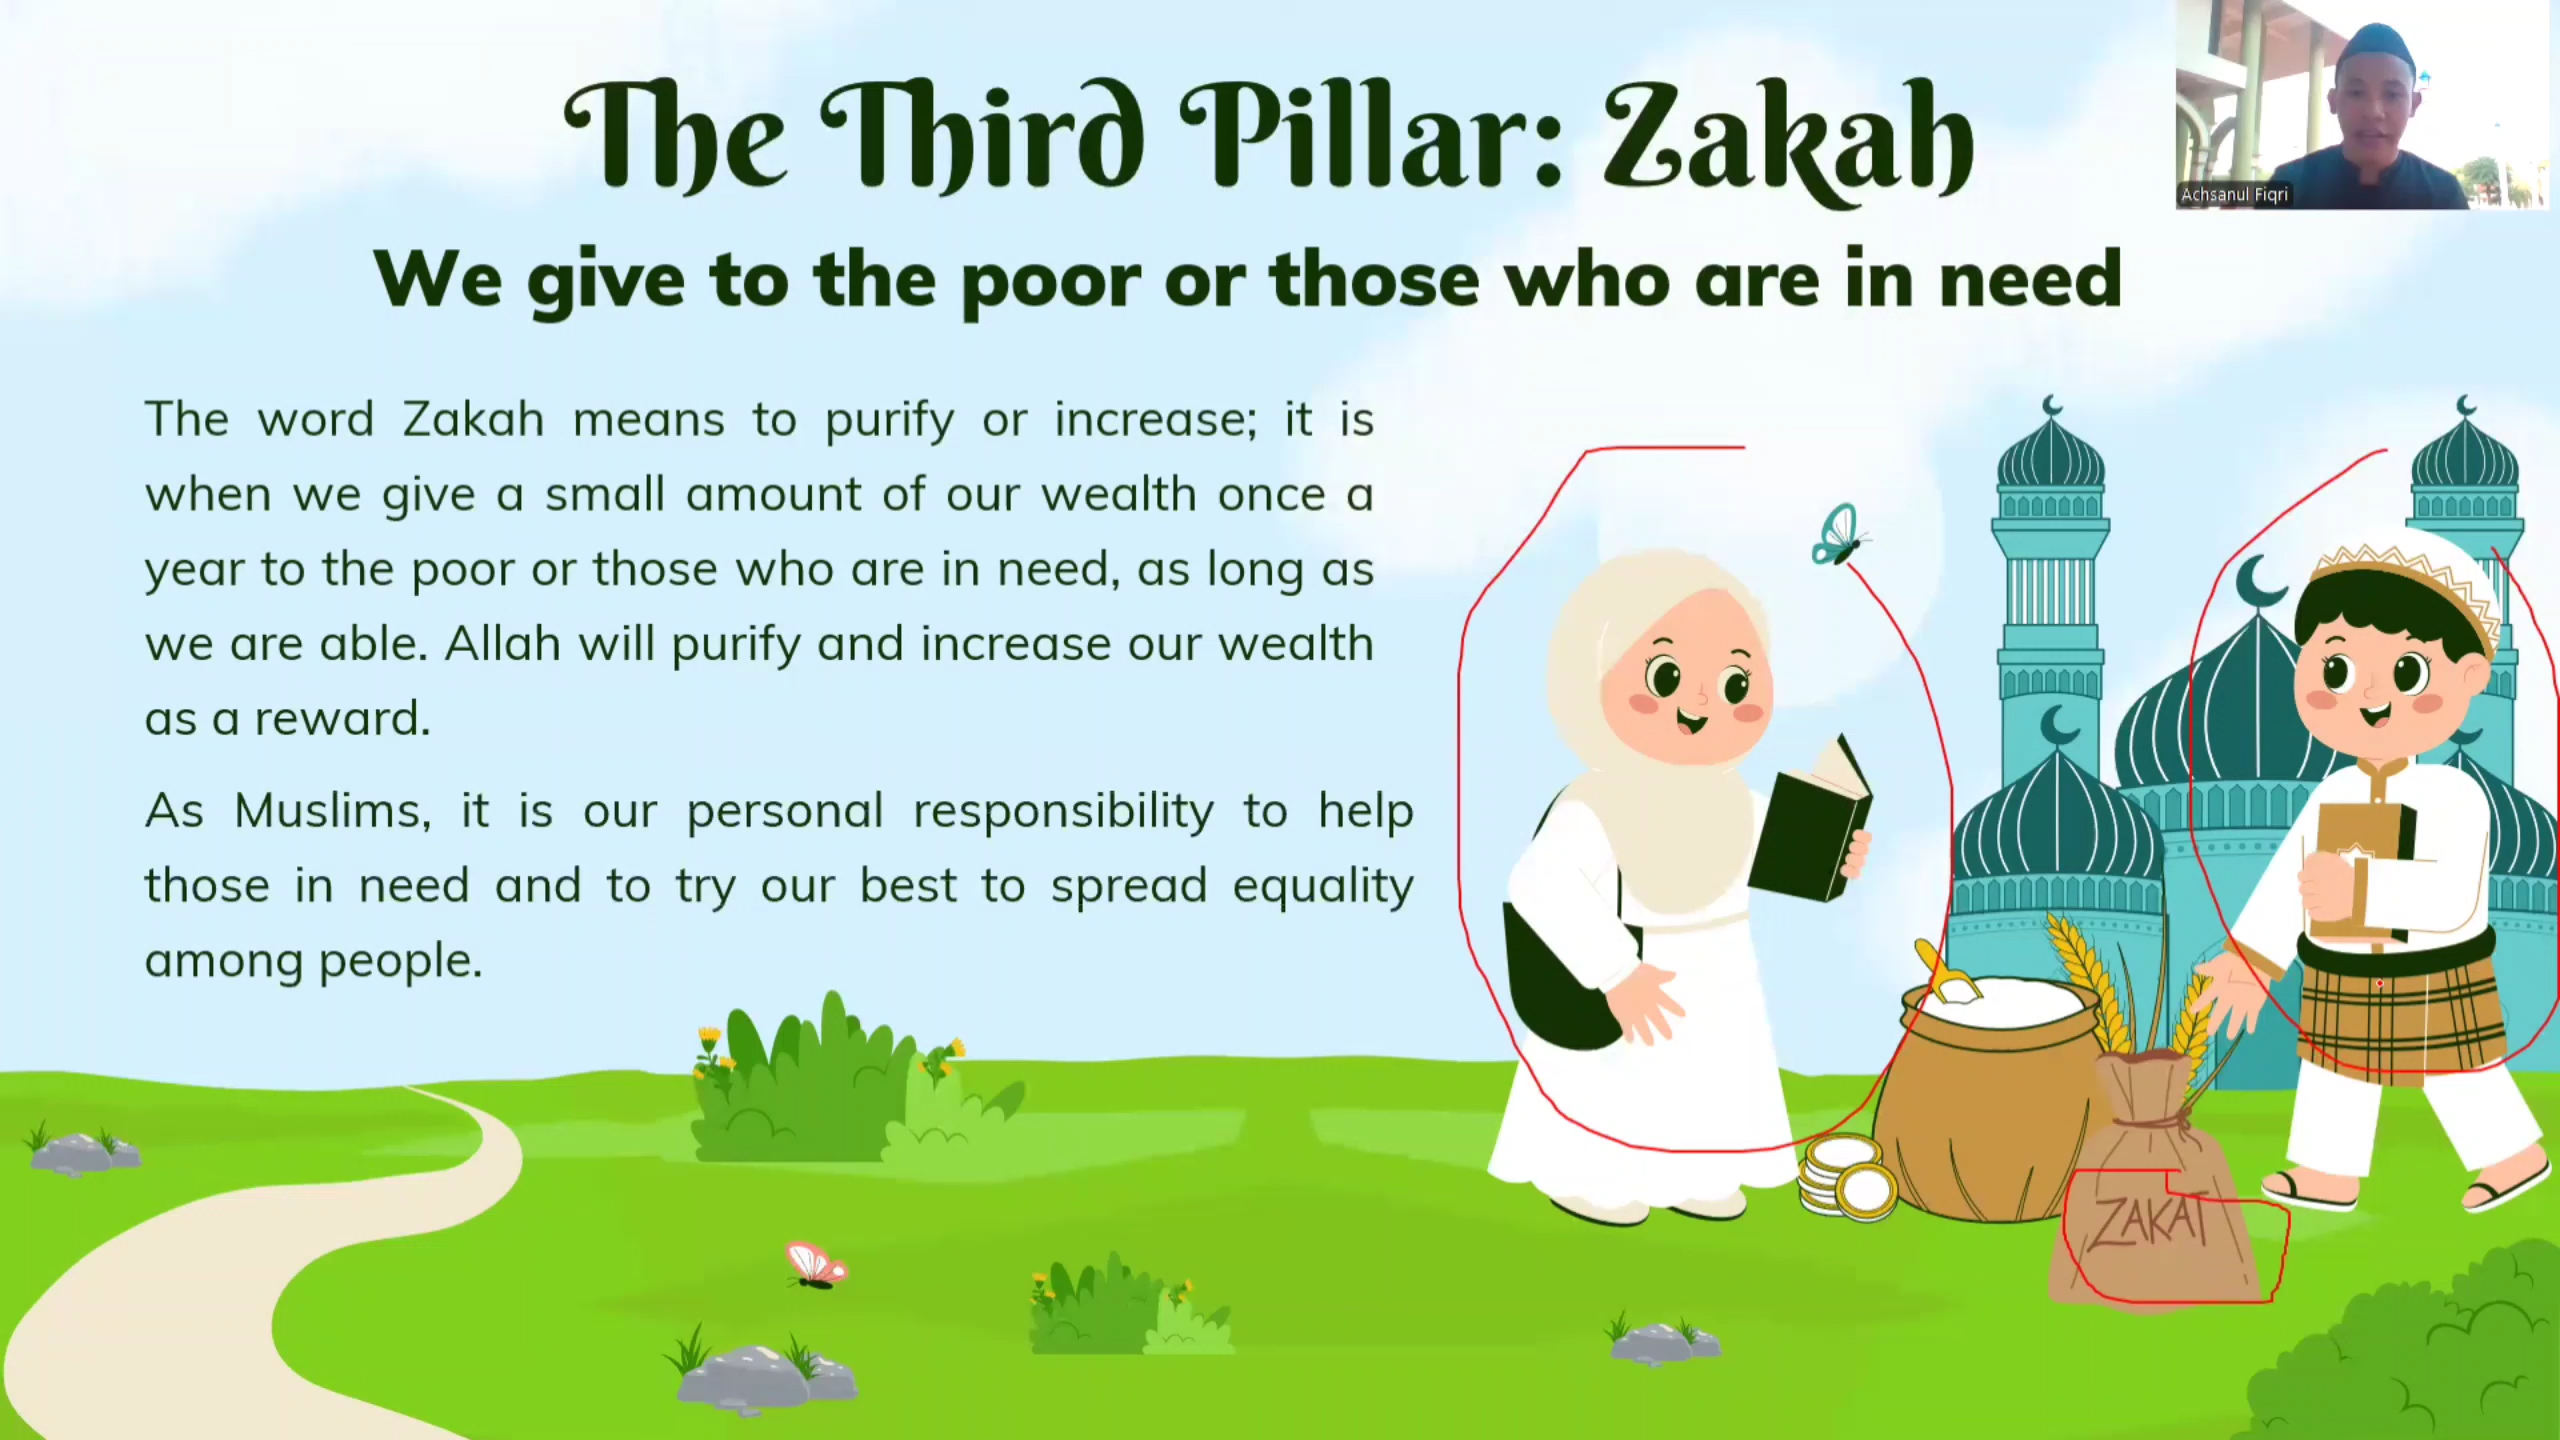 The Third Pillar: Zakah
Achsanul Fiqri
We give to the poor or those who are in need
The word Zakah means to purify or increase; it is
when we give a small amount of our wealth once a
year to the poor or those who are in need, as long as
we are able. Allah will purify and increase our wealth
as a reward.
As Muslims, it is our personal responsibility to help
those in need and to try our best to spread equality
among people.
ZAKAT